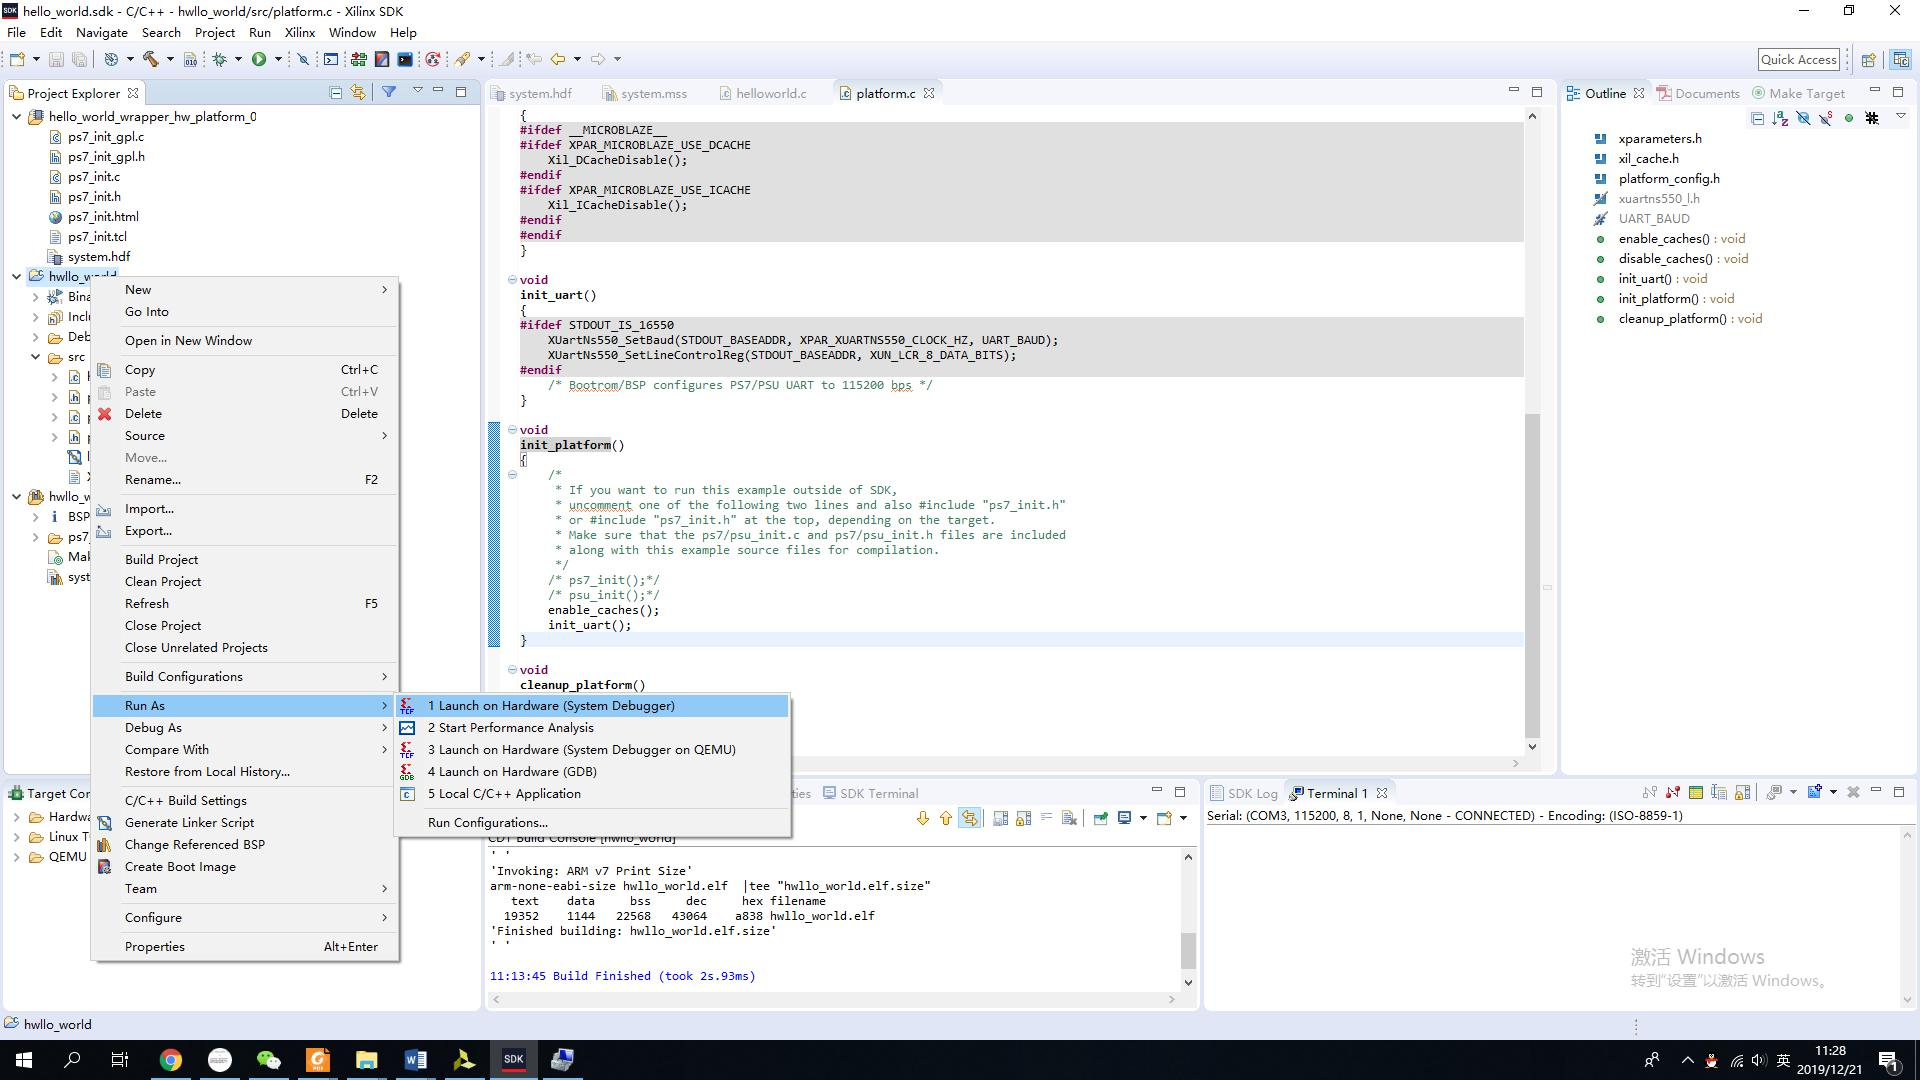 hello_world.sdk - C/C++ - hwllo_world/src/platform.c - Xilinx SDK
File Edit Navigate Search Project Run Xilinx Window Help
Quick Access
Project Explorer
hello_world_wrapper_hw_platform_0
ps7_init_gpl.c
ps7_init_gpl.h
ps7_init.c
ps7_init.h
ps7_init.html
ps7_init.tcl
system.hdf
hwllo_world
Bina
Inclu
Deb
src
hwllo_w
BSP
ps7_
Mak
syst
New
Go Into
Open in New Window
Copy Ctrl+C
Paste Ctrl+V
Delete Delete
Source
Move...
Rename... F2
Import...
Export...
Build Project
Clean Project
Refresh F5
Close Project
Close Unrelated Projects
Build Configurations
Run As
Debug As
Compare With
Restore from Local History...
C/C++ Build Settings
Generate Linker Script
Change Referenced BSP
Create Boot Image
Team
Configure
Properties Alt+Enter
1 Launch on Hardware (System Debugger)
2 Start Performance Analysis
3 Launch on Hardware (System Debugger on QEMU)
4 Launch on Hardware (GDB)
5 Local C/C++ Application
Run Configurations...
system.hdf system.mss helloworld.c platform.c
{
#ifdef __MICROBLAZE__
#ifdef XPAR_MICROBLAZE_USE_DCACHE
Xil_DCacheDisable();
#endif
#ifdef XPAR_MICROBLAZE_USE_ICACHE
Xil_ICacheDisable();
#endif
#endif
}
void
init_uart()
{
#ifdef STDOUT_IS_16550
XUartNs550_SetBaud(STDOUT_BASEADDR, XPAR_XUARTNS550_CLOCK_HZ, UART_BAUD);
XUartNs550_SetLineControlReg(STDOUT_BASEADDR, XUN_LCR_8_DATA_BITS);
#endif
/* Bootrom/BSP configures PS7/PSU UART to 115200 bps */
}
void
init_platform()
{
/*
* If you want to run this example outside of SDK,
* uncomment one of the following two lines and also #include "ps7_init.h"
* or #include "ps7_init.h" at the top, depending on the target.
* Make sure that the ps7/psu_init.c and ps7/psu_init.h files are included
* along with this example source files for compilation.
*/
/* ps7_init();*/
/* psu_init();*/
enable_caches();
init_uart();
}
void
cleanup_platform()
Outline Documents Make Target
xparameters.h
xil_cache.h
platform_config.h
xuartns550_l.h
UART_BAUD
enable_caches() : void
disable_caches() : void
init_uart() : void
init_platform() : void
cleanup_platform() : void
Target Con
Hardwa
Linux T
QEMU
ties SDK Terminal
CDT Build Console [hwllo_world]
' '
'Invoking: ARM v7 Print Size'
arm-none-eabi-size hwllo_world.elf |tee "hwllo_world.elf.size"
text data bss dec hex filename
19352 1144 22568 43064 a838 hwllo_world.elf
'Finished building: hwllo_world.elf.size'
' '
11:13:45 Build Finished (took 2s.93ms)
SDK Log Terminal 1
Serial: (COM3, 115200, 8, 1, None, None - CONNECTED) - Encoding: (ISO-8859-1)
激活 Windows
转到"设置"以激活 Windows。
hwllo_world
SDK
英
11:28
2019/12/21
1